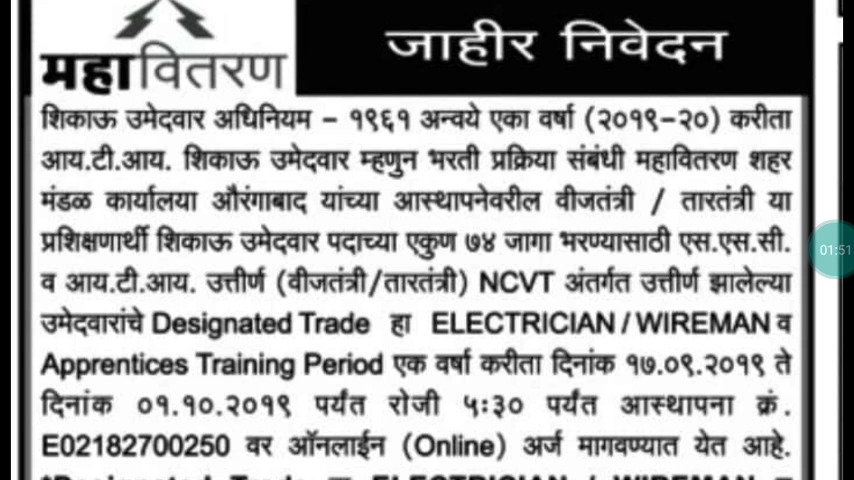 महावितरण
जाहीर निवेदन
शिकाऊ उमेदवार अधिनियम – १९६१ अन्वये एका वर्षा (२०१९-२०) करीता
आय.टी.आय. शिकाऊ उमेदवार म्हणुन भरती प्रक्रिया संबंधी महावितरण शहर
मंडळ कार्यालया औरंगाबाद यांच्या आस्थापनेवरील वीजतंत्री / तारतंत्री या
प्रशिक्षणार्थी शिकाऊ उमेदवार पदाच्या एकुण ७४ जागा भरण्यासाठी एस.एस.सी.
व आय.टी.आय. उत्तीर्ण (वीजतंत्री/तारतंत्री) NCVT अंतर्गत उत्तीर्ण झालेल्या
उमेदवारांचे Designated Trade हा ELECTRICIAN / WIREMAN व
Apprentices Training Period एक वर्षा करीता दिनांक १७.०९.२०१९ ते
दिनांक ०१.१०.२०१९ पर्यंत रोजी ५:३० पर्यंत आस्थापना क्रं.
E02182700250 वर ऑनलाईन (Online) अर्ज मागवण्यात येत आहे.
01:51